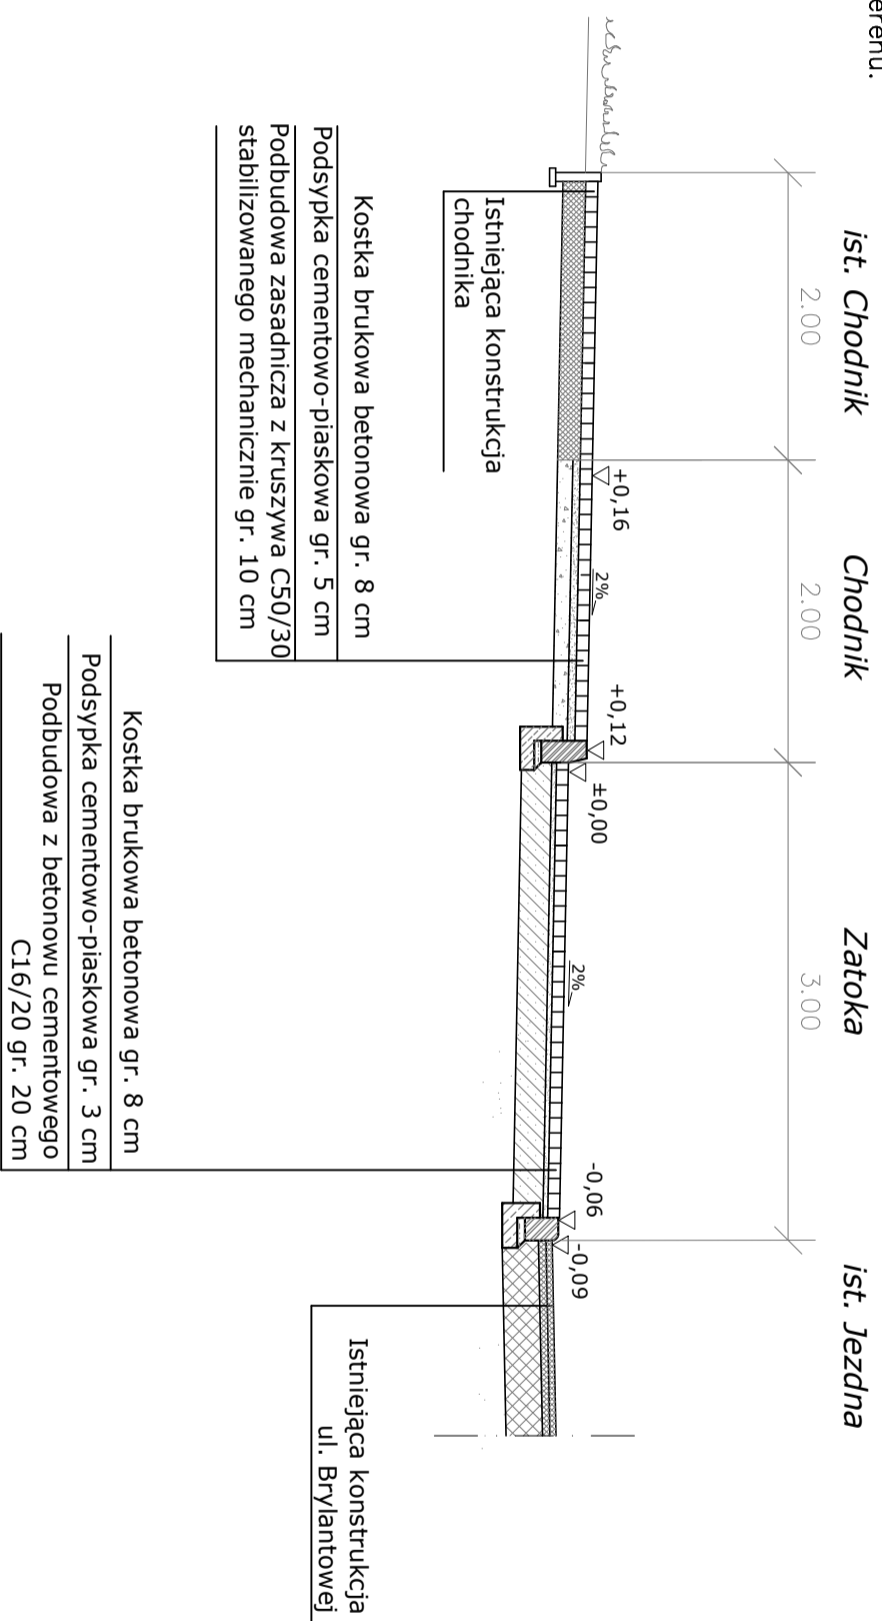 erenu.
ist. Chodnik
Chodnik
Zatoka
ist. Jezdna
2.00
2.00
3.00
+0,16
2%
+0,12
±0,00
2%
-0,06
-0,09
Istniejąca konstrukcja
chodnika
Kostka brukowa betonowa gr. 8 cm
Podsypka cementowo-piaskowa gr. 5 cm
Podbudowa zasadnicza z kruszywa C50/30
stabilizowanego mechanicznie gr. 10 cm
Kostka brukowa betonowa gr. 8 cm
Podsypka cementowo-piaskowa gr. 3 cm
Podbudowa z betonowu cementowego
C16/20 gr. 20 cm
Istniejąca konstrukcja
ul. Brylantowej